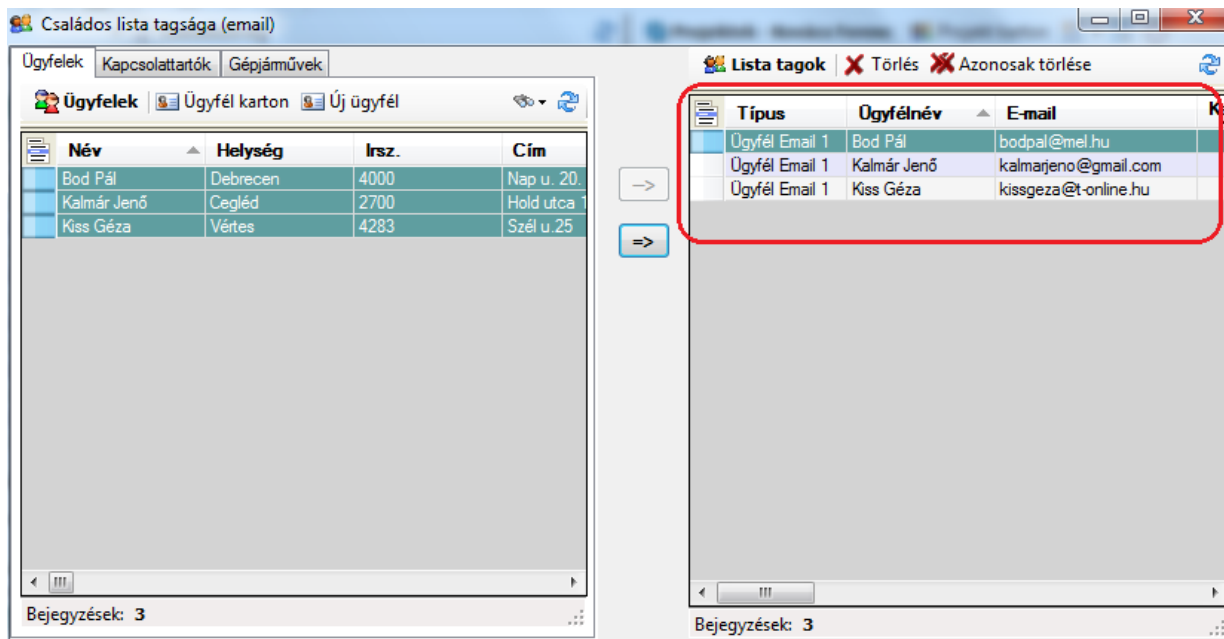 Családos lista tagsága (email)
Ügyfelek Kapcsolattartók Gépjárművek
Ügyfelek Ügyfél karton Új ügyfél
Név Helység Irsz. Cím
Bod Pál Debrecen 4000 Nap u. 20.
Kalmár Jenő Cegléd 2700 Hold utca 1
Kiss Géza Vértes 4283 Szél u.25
Bejegyzések: 3
-->
=>
Lista tagok Törlés Azonosak törlése
Típus Ügyfélnév E-mail
Ügyfél Email 1 Bod Pál bodpal@mel.hu
Ügyfél Email 1 Kalmár Jenő kalmarjeno@gmail.com
Ügyfél Email 1 Kiss Géza kissgeza@t-online.hu
Bejegyzések: 3